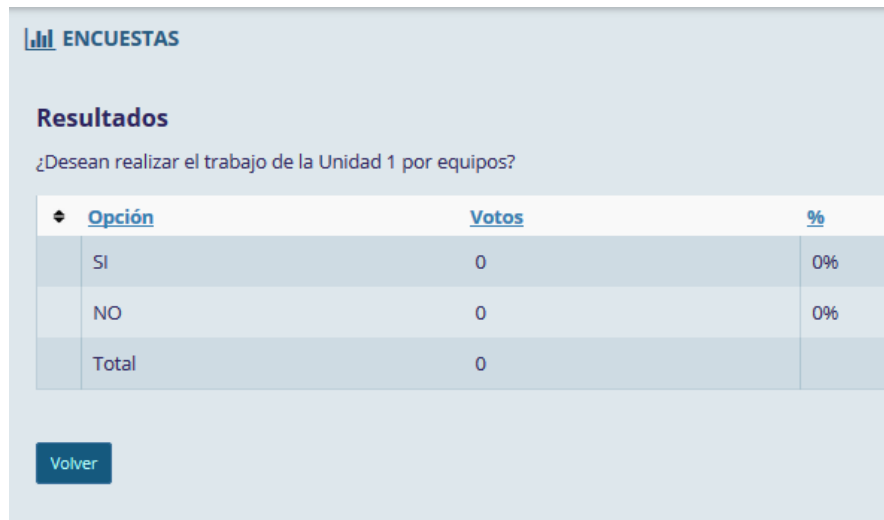 ENCUESTAS
Resultados
¿Desean realizar el trabajo de la Unidad 1 por equipos?
Opción Votos %
SI 0 0%
NO 0 0%
Total 0
Volver